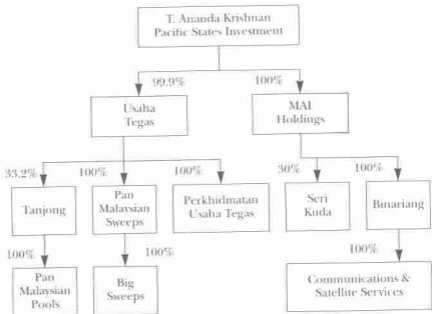 T. Ananda Krishnan
Pacific States Investment
99.9%
100%
Usaha
Tegas
MAI
Holdings
33.2%
100%
100%
30%
100%
Tanjong
Pan
Malaysian
Sweeps
Perkhidmatan
Usaha Tegas
Seri
Kuda
Binariang
100%
100%
100%
Pan
Malaysian
Pools
Big
Sweeps
Communications &
Satellite Services